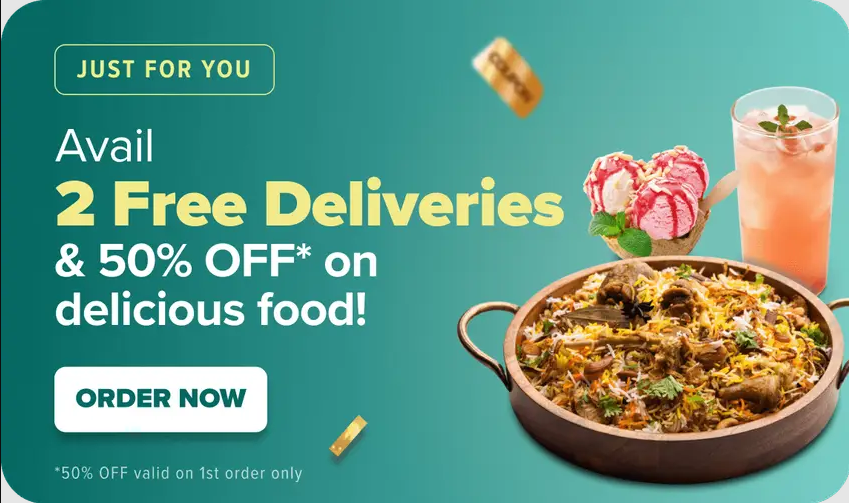 JUST FOR YOU
COUPON
Avail
2 Free Deliveries
& 50% OFF* on
delicious food!
ORDER NOW
*50% OFF valid on 1st order only